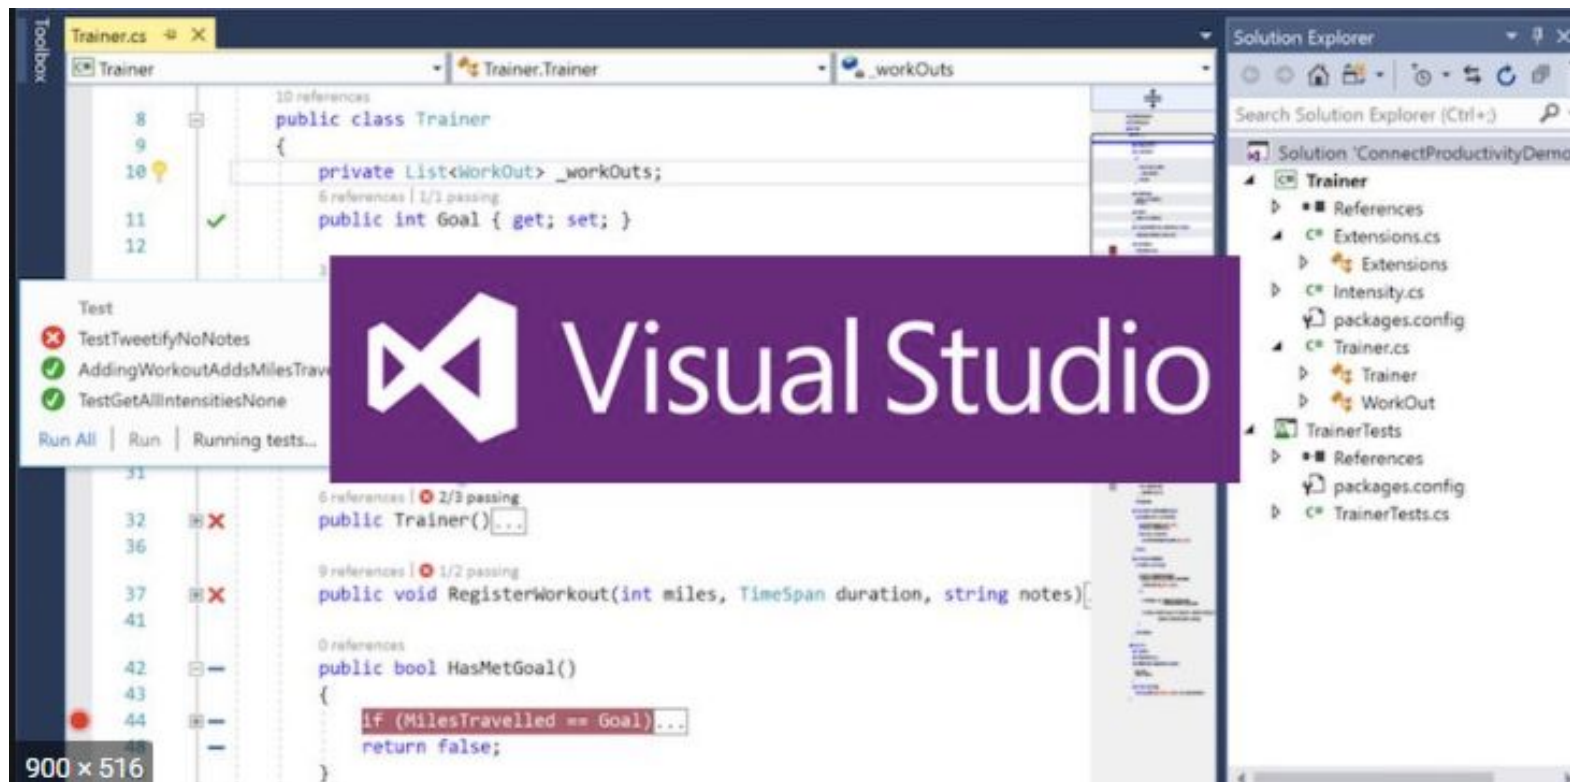 Toolbox
Trainer.cs
Trainer
Trainer.Trainer
_workOuts
10 references
8 public class Trainer
9 {
10 private List<WorkOut> _workOuts;
6 references | 1/1 passing
11 public int Goal { get; set; }
12
Test
TestTweetifyNoNotes
AddingWorkoutAddsMilesTrave
TestGetAllIntensitiesNone
Run All | Run | Running tests...
Visual Studio
31
6 references | 2/3 passing
32 public Trainer()...
36
9 references | 1/2 passing
37 public void RegisterWorkout(int miles, TimeSpan duration, string notes)
41
0 references
42 public bool HasMetGoal()
43 {
44 if (MilesTravelled == Goal)...
48 return false;
}
900 × 516
Solution Explorer
Search Solution Explorer (Ctrl+;)
Solution 'ConnectProductivityDemo
Trainer
References
Extensions.cs
Extensions
Intensity.cs
packages.config
Trainer.cs
Trainer
WorkOut
TrainerTests
References
packages.config
TrainerTests.cs